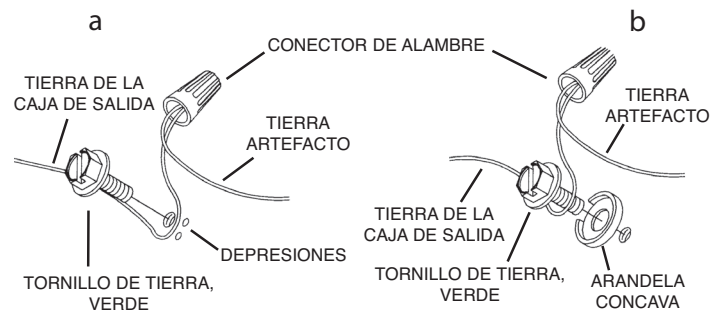 a
CONECTOR DE ALAMBRE
TIERRA DE LA
CAJA DE SALIDA
TIERRA
ARTEFACTO
DEPRESIONES
TORNILLO DE TIERRA,
VERDE
b
TIERRA
ARTEFACTO
TIERRA DE LA
CAJA DE SALIDA
TORNILLO DE TIERRA,
VERDE
ARANDELA
CONCAVA